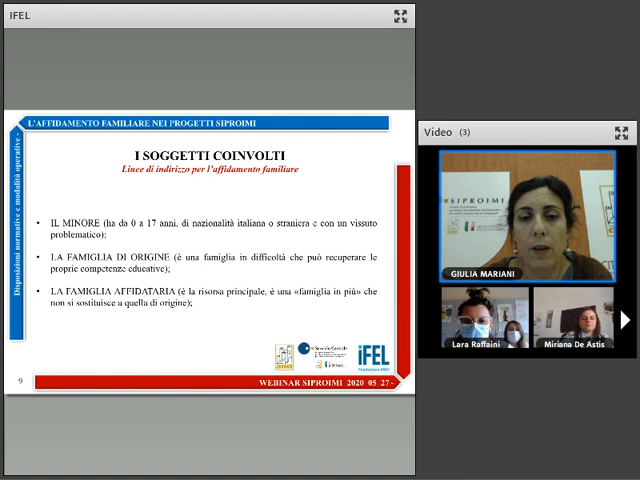 IFEL
L'AFFIDAMENTO FAMILIARE NEI PROGETTI SIPROIMI
Disposizioni normative e modalità operative -
I SOGGETTI COINVOLTI
Linee di indirizzo per l'affidamento familiare
• IL MINORE (ha da 0 a 17 anni, di nazionalità italiana o straniera e con un vissuto
problematico);
• LA FAMIGLIA DI ORIGINE (è una famiglia in difficoltà che può recuperare le
proprie competenze educative);
• LA FAMIGLIA AFFIDATARIA (è la risorsa principale, è una «famiglia in più» che
non si sostituisce a quella di origine);
iFEL
Fondazione ANCI
9
WEBINAR SIPROIMI 2020 05 27 -
Video (3)
#SIPROIMI
GIULIA MARIANI
Lara Raffaini
Miriana De Astis